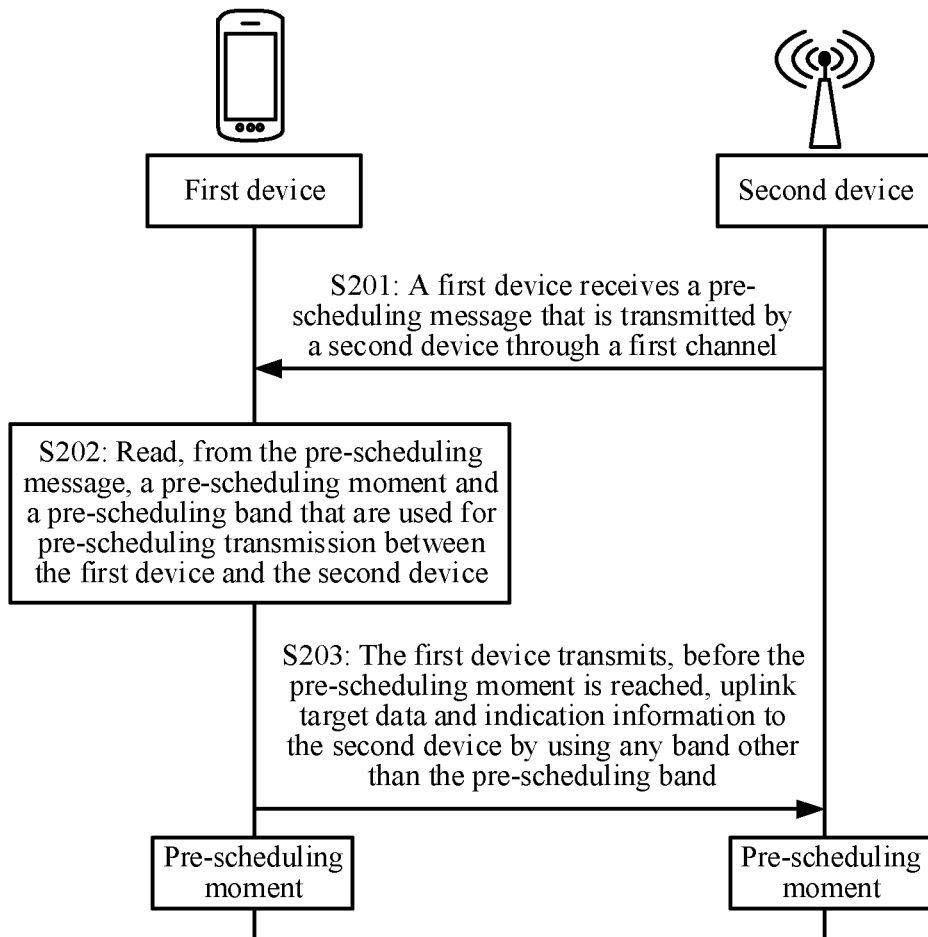 First device
Second device
S201: A first device receives a pre-
scheduling message that is transmitted by
a second device through a first channel
S202: Read, from the pre-scheduling
message, a pre-scheduling moment and
a pre-scheduling band that are used for
pre-scheduling transmission between
the first device and the second device
S203: The first device transmits, before the
pre-scheduling moment is reached, uplink
target data and indication information to
the second device by using any band other
than the pre-scheduling band
Pre-scheduling
moment
Pre-scheduling
moment